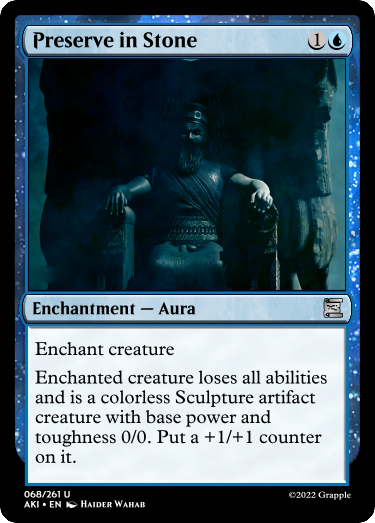 Preserve in Stone 1
Enchantment — Aura
Enchant creature
Enchanted creature loses all abilities
and is a colorless Sculpture artifact
creature with base power and
toughness 0/0. Put a +1/+1 counter
on it.
068/261 U
AKI • EN Haider Wahab
©2022 Grapple